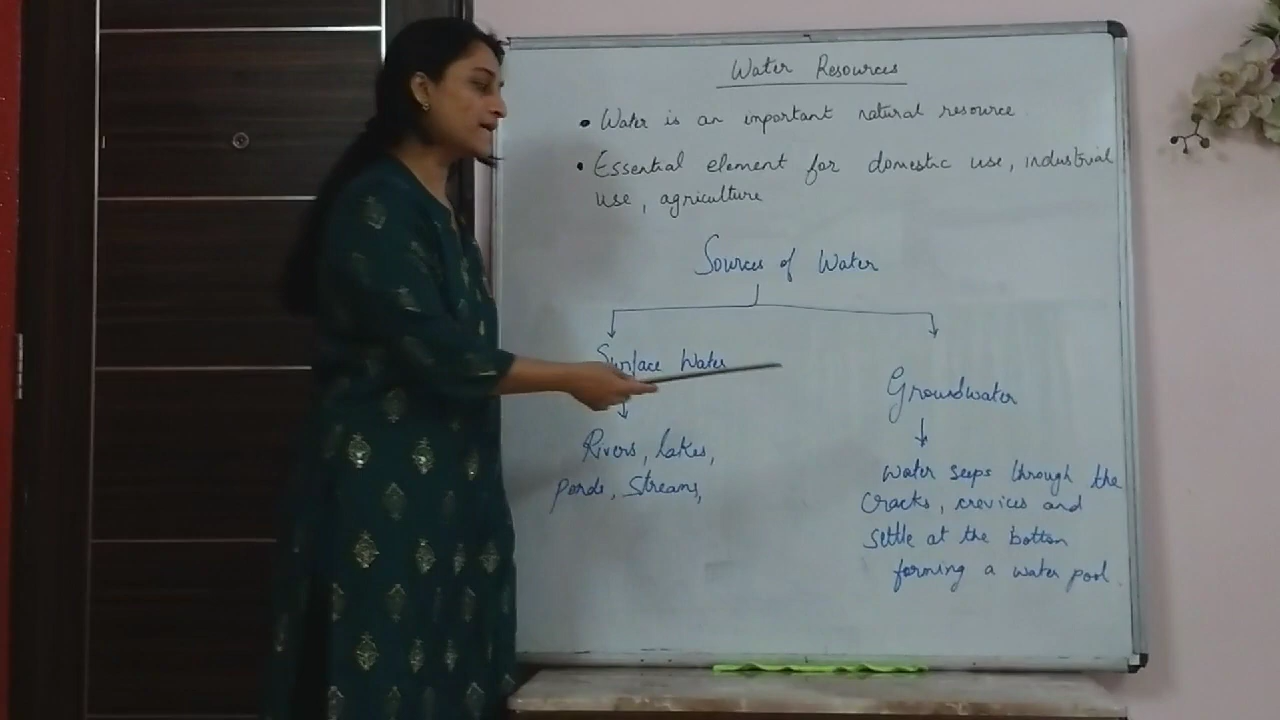 Water Resources
• Water is an important natural resource
• Essential element for domestic use, industrial
use, agriculture
Sources of Water
Surface Water
Groundwater
Rivers, lakes,
ponds, streams,
Water seeps through the
cracks, crevices and
settle at the bottom
forming a water pool.